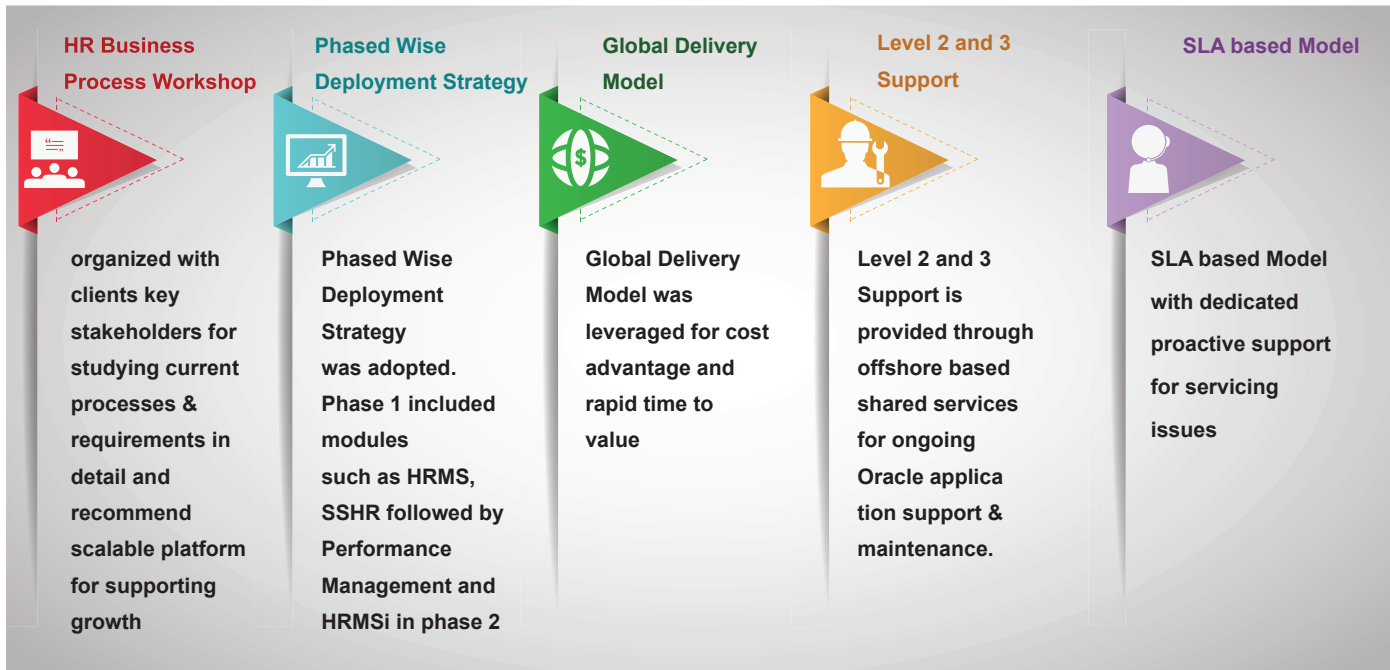 HR Business
Process Workshop
organized with
clients key
stakeholders for
studying current
processes &
requirements in
detail and
recommend
scalable platform
for supporting
growth
Phased Wise
Deployment Strategy
Phased Wise
Deployment
Strategy
was adopted.
Phase 1 included
modules
such as HRMS,
SSHR followed by
Performance
Management and
HRMSi in phase 2
Global Delivery
Model
$
Global Delivery
Model was
leveraged for cost
advantage and
rapid time to
value
Level 2 and 3
Support
Level 2 and 3
Support is
provided through
offshore based
shared services
for ongoing
Oracle applica
tion support &
maintenance.
SLA based Model
SLA based Model
with dedicated
proactive support
for servicing
issues